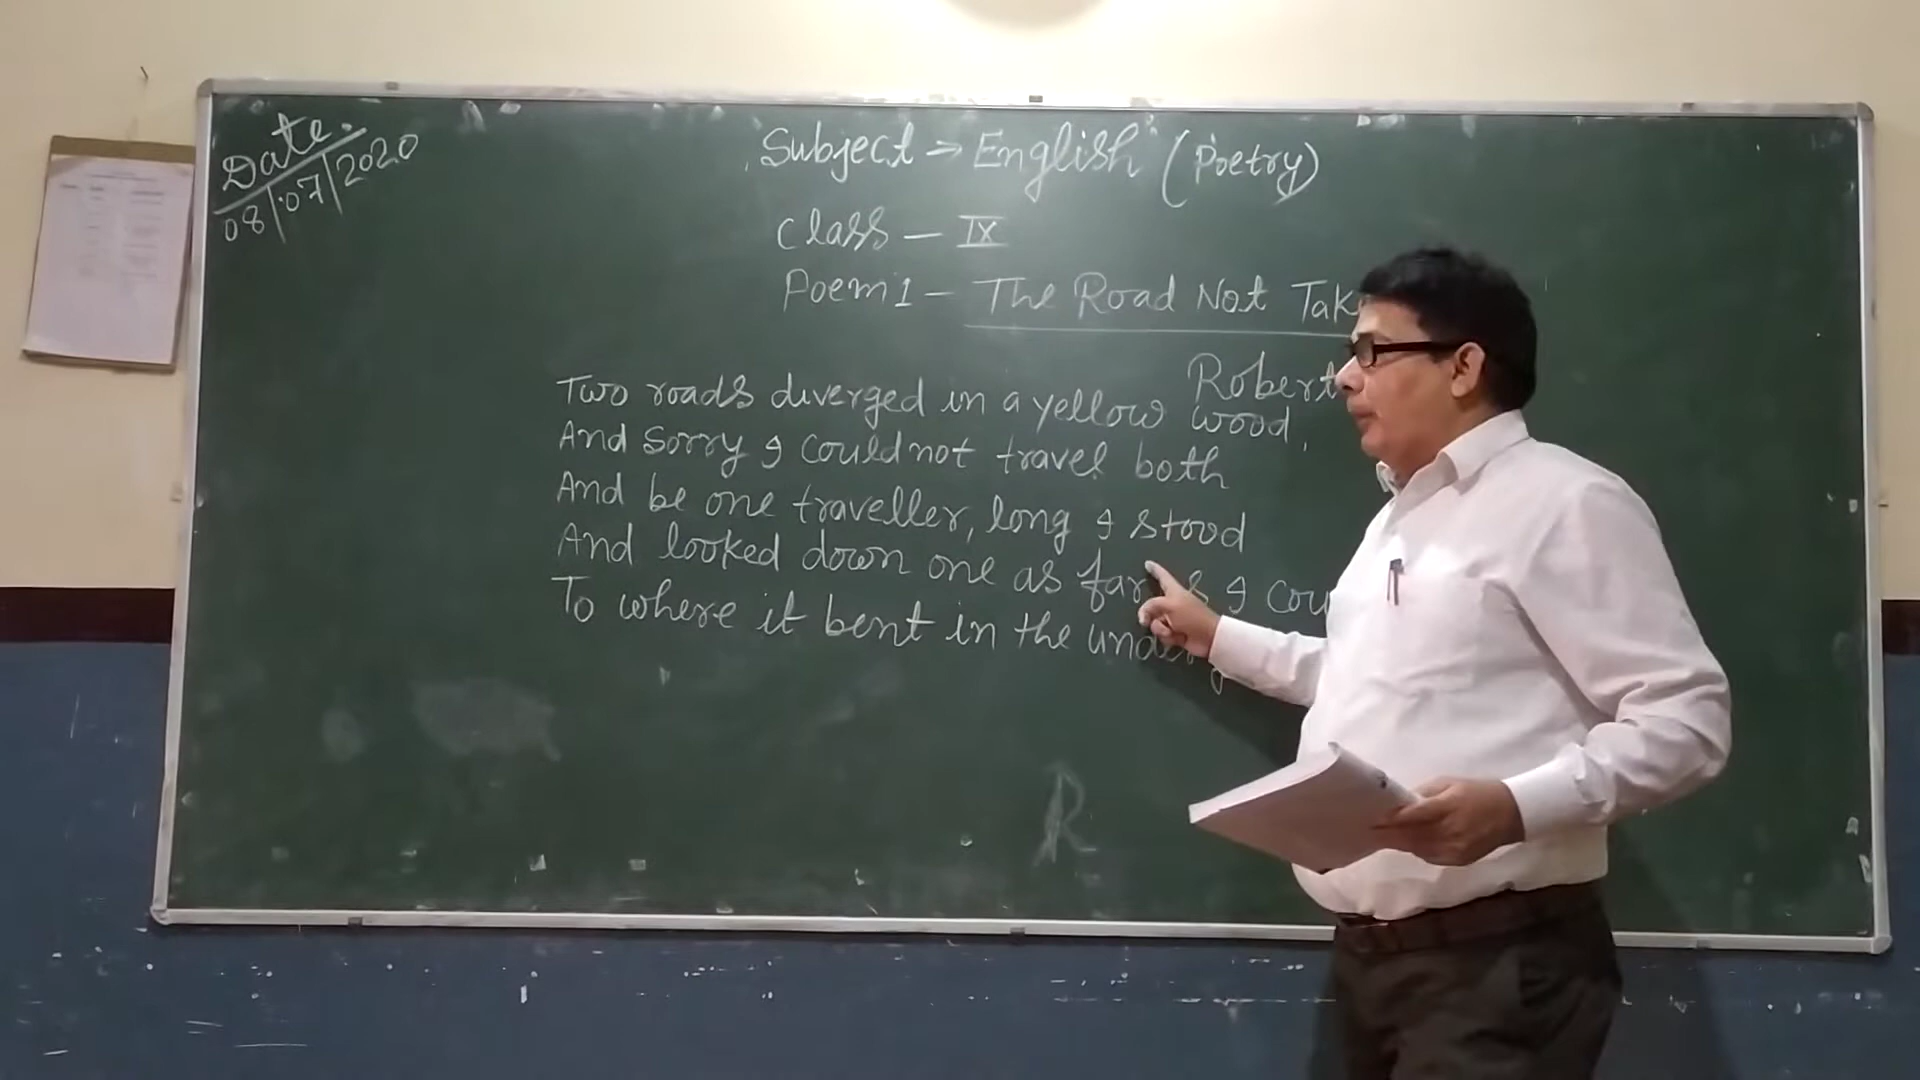 Date.
08/07/2020
Subject → English (Poetry)
Class — IX
Poem 1 — The Road Not Tak
Robert
Two roads diverged in a yellow wood,
And sorry I could not travel both
And be one traveller, long I stood
And looked down one as far as I cou
To where it bent in the under
R